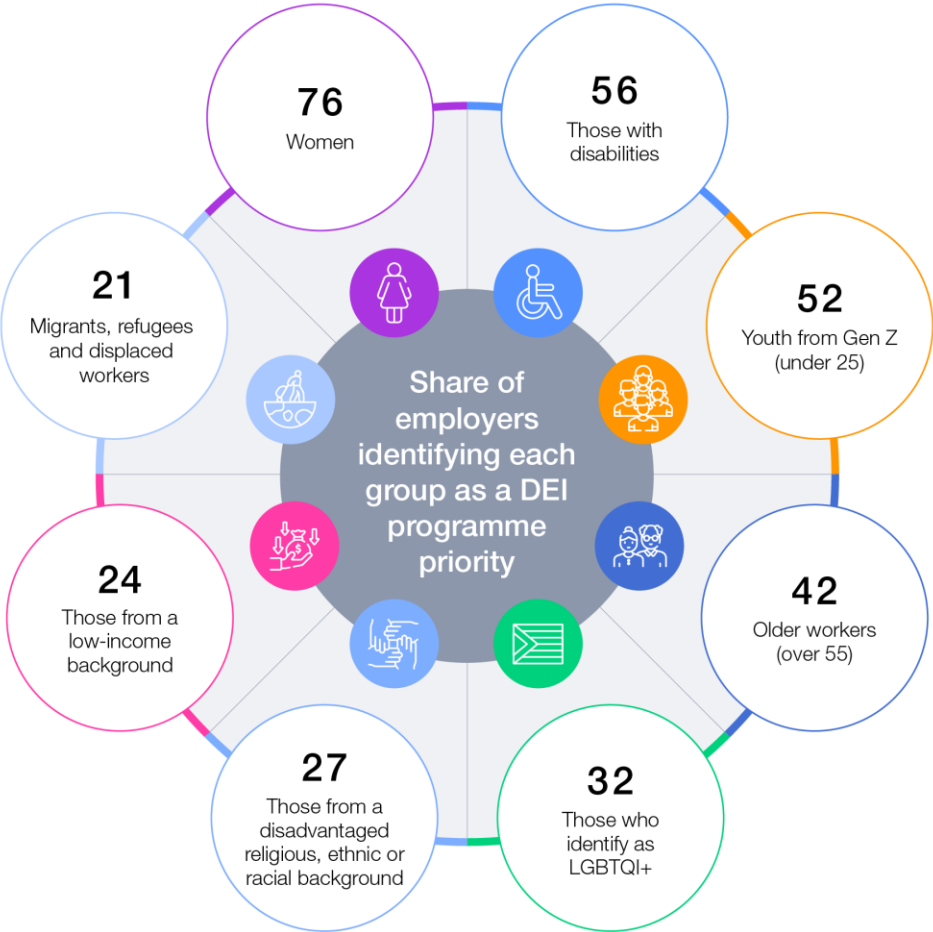 76
Women
56
Those with
disabilities
52
Youth from Gen Z
(under 25)
42
Older workers
(over 55)
32
Those who
identify as
LGBTQI+
27
Those from a
disadvantaged
religious, ethnic or
racial background
24
Those from a
low-income
background
21
Migrants, refugees
and displaced
workers
Share of
employers
identifying each
group as a DEI
programme
priority
$